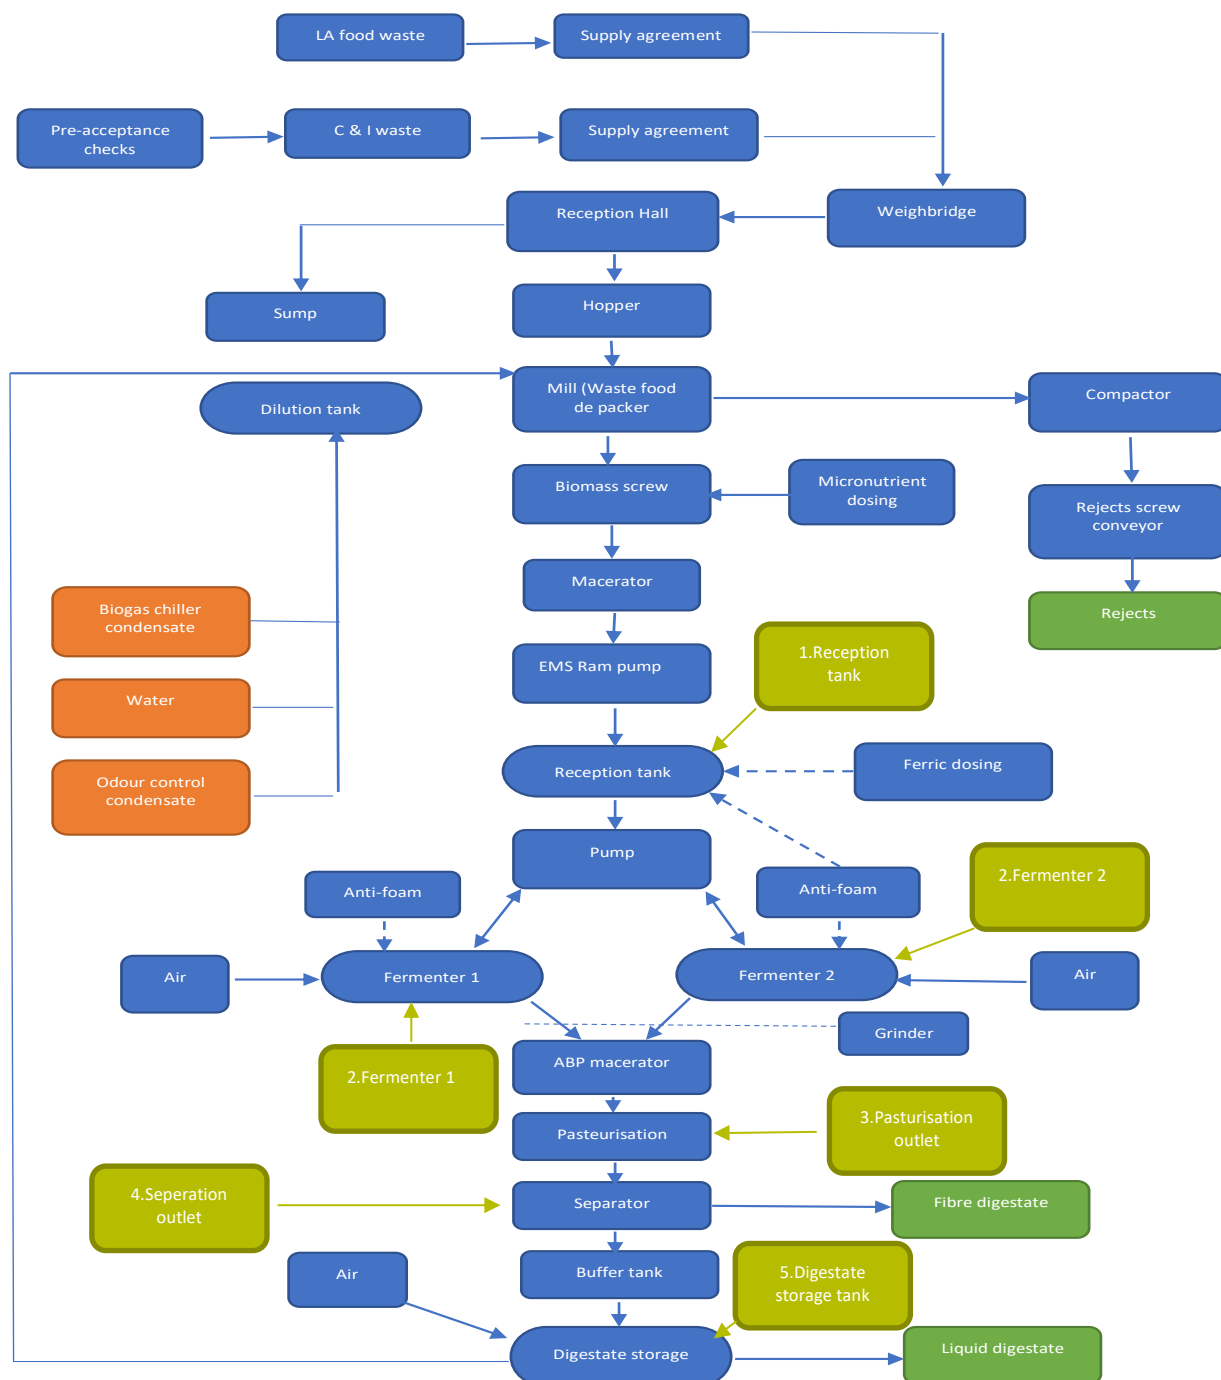 LA food waste
Supply agreement
Pre-acceptance
checks
C & I waste
Supply agreement
Reception Hall
Weighbridge
Sump
Hopper
Dilution tank
Mill (Waste food
de packer
Compactor
Biomass screw
Micronutrient
dosing
Rejects screw
conveyor
Macerator
Biogas chiller
condensate
Rejects
EMS Ram pump
1.Reception
tank
Water
Odour control
condensate
Reception tank
Ferric dosing
Pump
Anti-foam
Anti-foam
2.Fermenter 2
Air
Fermenter 1
Fermenter 2
Air
Grinder
2.Fermenter 1
ABP macerator
Pasteurisation
3.Pasturisation
outlet
4.Seperation
outlet
Separator
Fibre digestate
Air
Buffer tank
5.Digestate
storage tank
Digestate storage
Liquid digestate